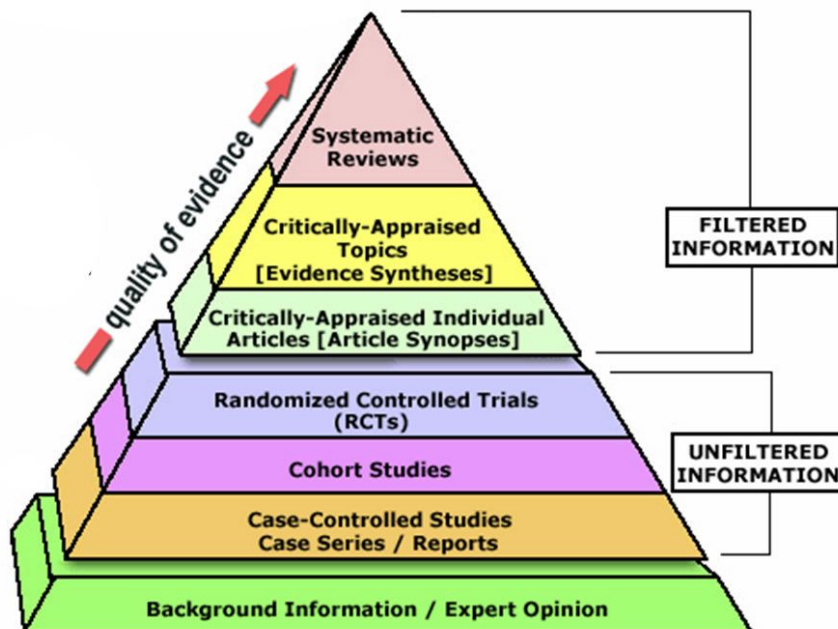 quality of evidence
Systematic
Reviews
Critically-Appraised
Topics
[Evidence Syntheses]
Critically-Appraised Individual
Articles [Article Synopses]
FILTERED
INFORMATION
Randomized Controlled Trials
(RCTs)
Cohort Studies
Case-Controlled Studies
Case Series / Reports
UNFILTERED
INFORMATION
Background Information / Expert Opinion